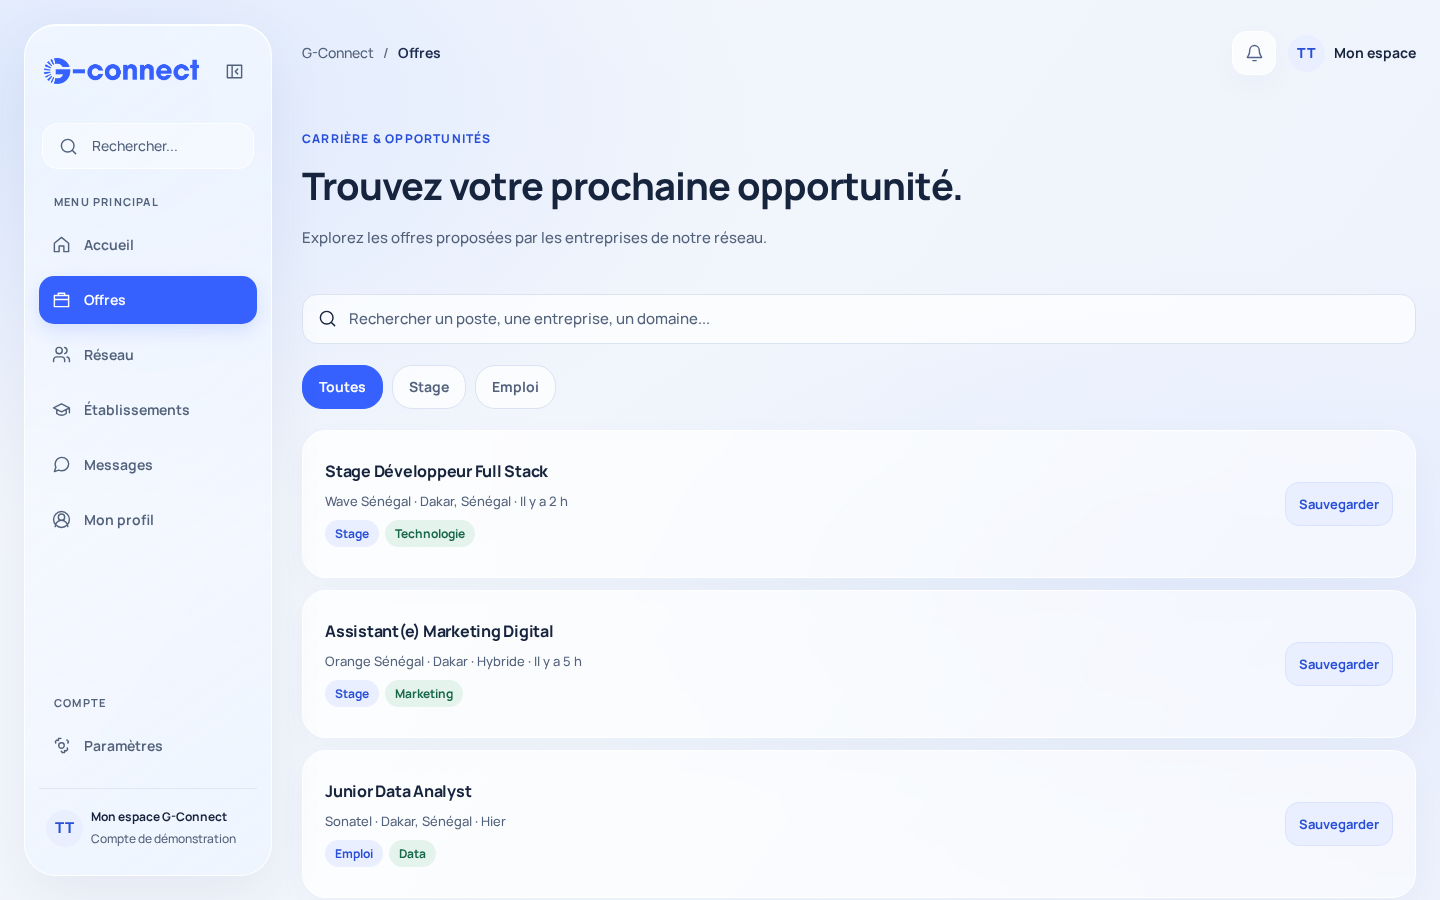 G-connect
Rechercher...
MENU PRINCIPAL
Accueil
Offres
Réseau
Établissements
Messages
Mon profil
COMPTE
Paramètres
TT
Mon espace G-Connect
Compte de démonstration
G-Connect / Offres
TT Mon espace
CARRIÈRE & OPPORTUNITÉS
Trouvez votre prochaine opportunité.
Explorez les offres proposées par les entreprises de notre réseau.
Rechercher un poste, une entreprise, un domaine...
Toutes Stage Emploi
Stage Développeur Full Stack
Wave Sénégal · Dakar, Sénégal · Il y a 2 h
Stage Technologie
Sauvegarder
Assistant(e) Marketing Digital
Orange Sénégal · Dakar · Hybride · Il y a 5 h
Stage Marketing
Sauvegarder
Junior Data Analyst
Sonatel · Dakar, Sénégal · Hier
Emploi Data
Sauvegarder